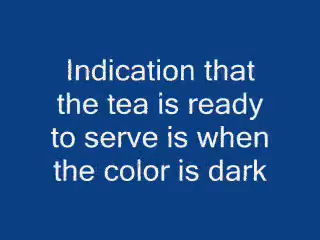 Indication that
the tea is ready
to serve is when
the color is dark